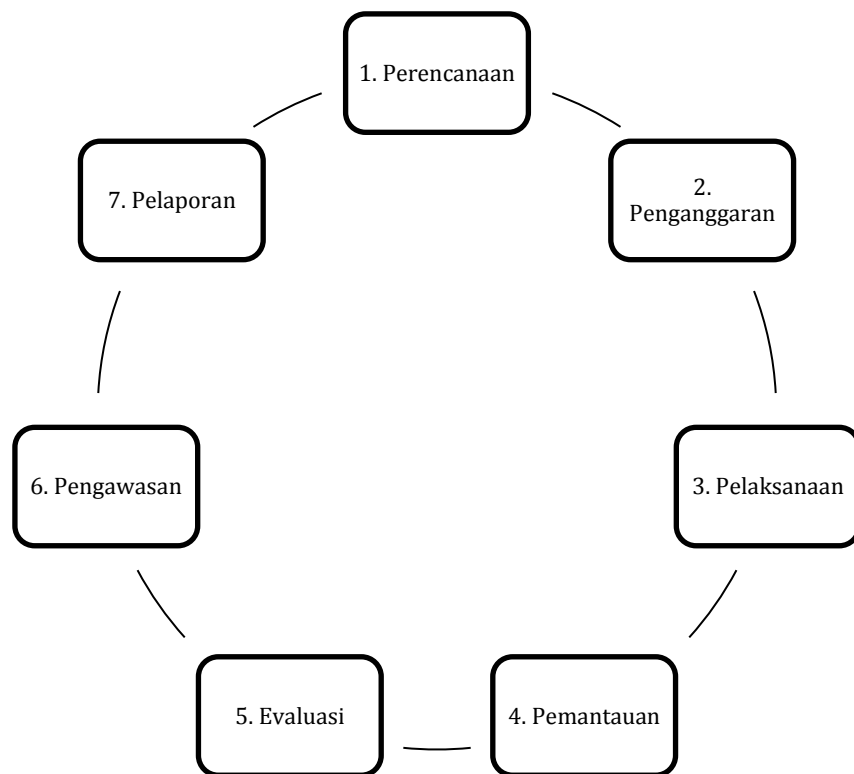 1. Perencanaan
2.
Penganggaran
3. Pelaksanaan
4. Pemantauan
5. Evaluasi
6. Pengawasan
7. Pelaporan